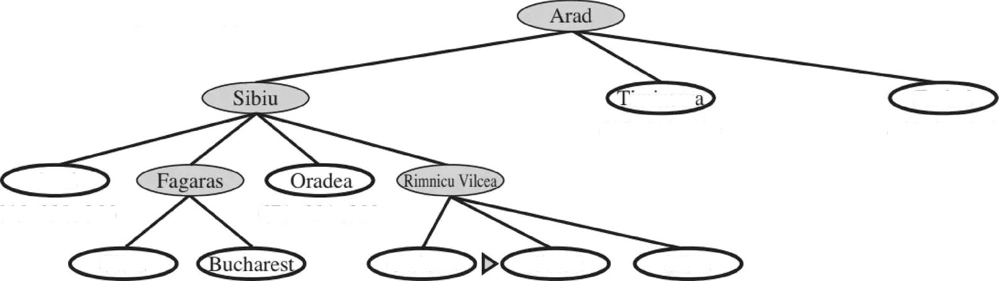 Arad
Sibiu
Fagaras
Oradea
Rimnicu Vilcea
Bucharest